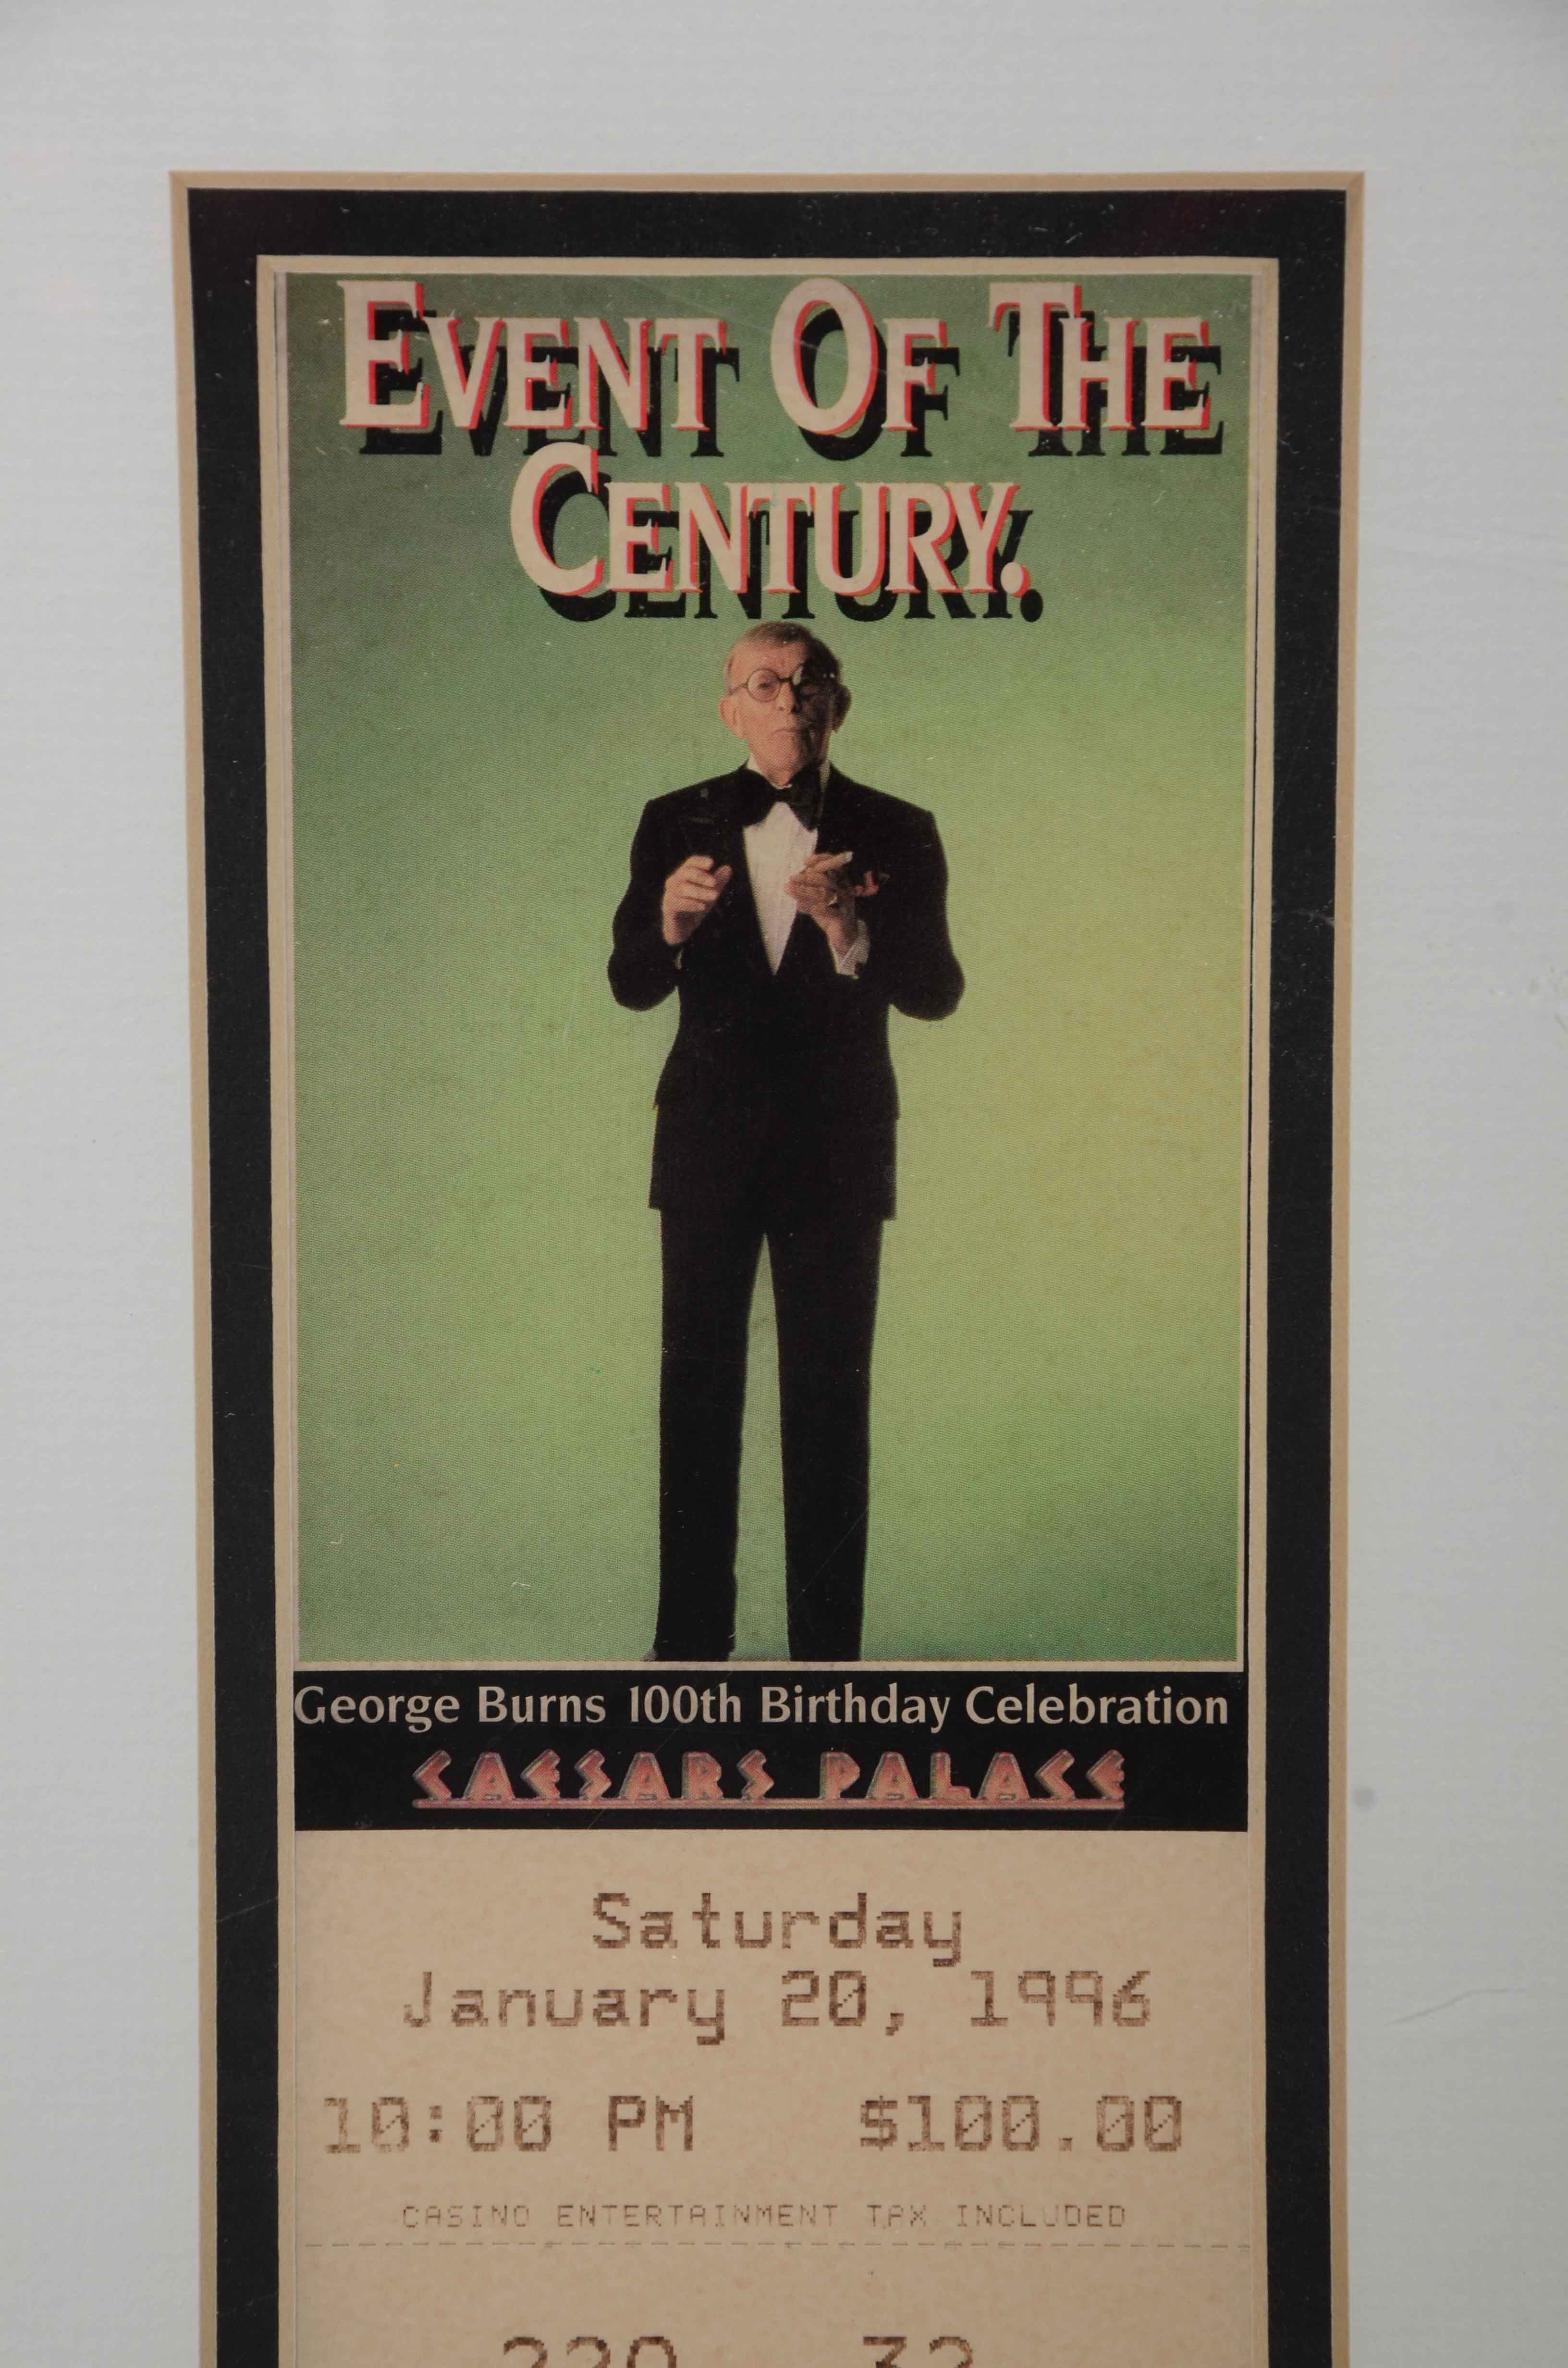 EVENT OF THE
CENTURY.
George Burns 100th Birthday Celebration
CAESARS PALACE
Saturday
January 20, 1996
10:00 PM $100.00
CASINO ENTERTAINMENT TAX INCLUDED